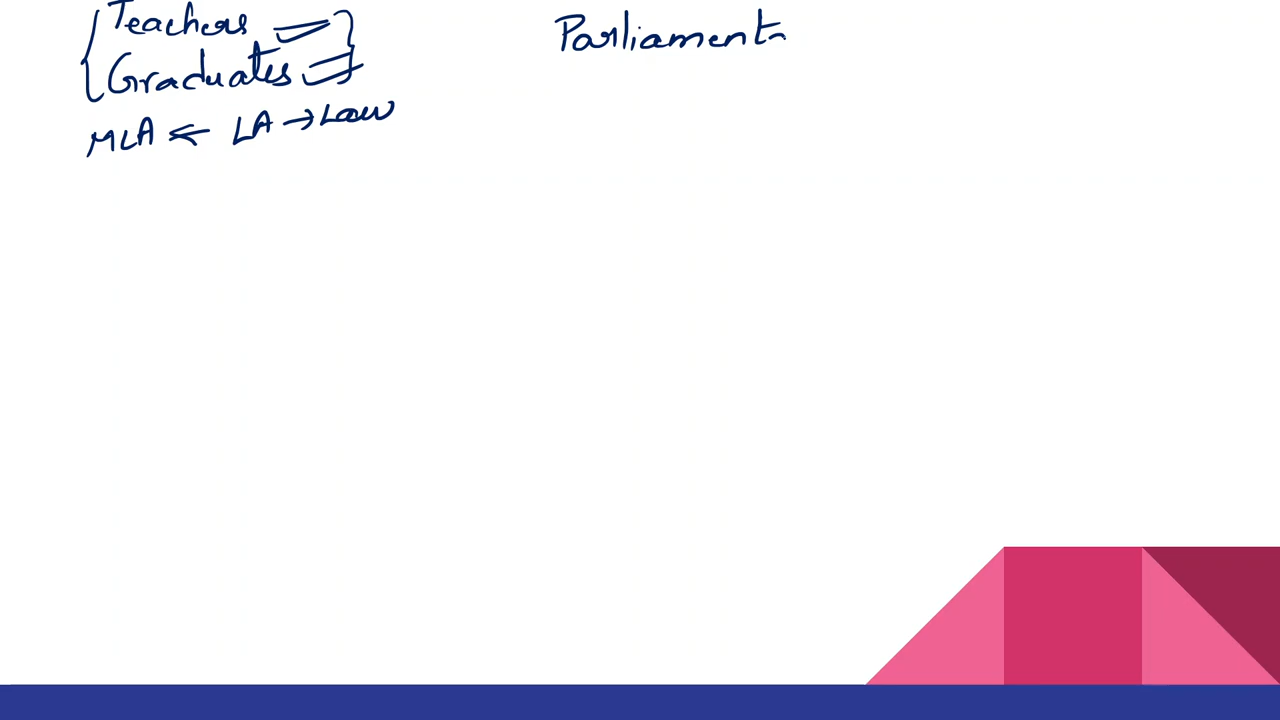 Teachers
Graduates
MLA ← LA → Law
Parliament